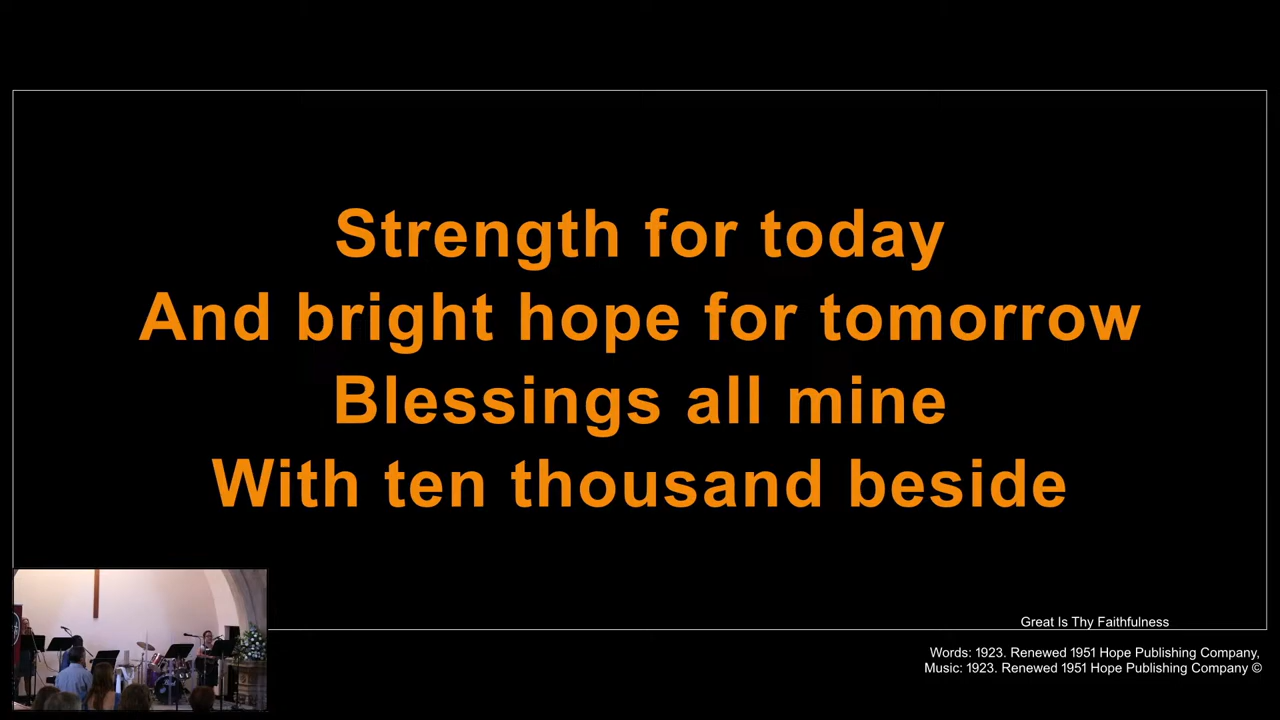 Strength for today
And bright hope for tomorrow
Blessings all mine
With ten thousand beside
Great Is Thy Faithfulness
Words: 1923. Renewed 1951 Hope Publishing Company,
Music: 1923. Renewed 1951 Hope Publishing Company ©